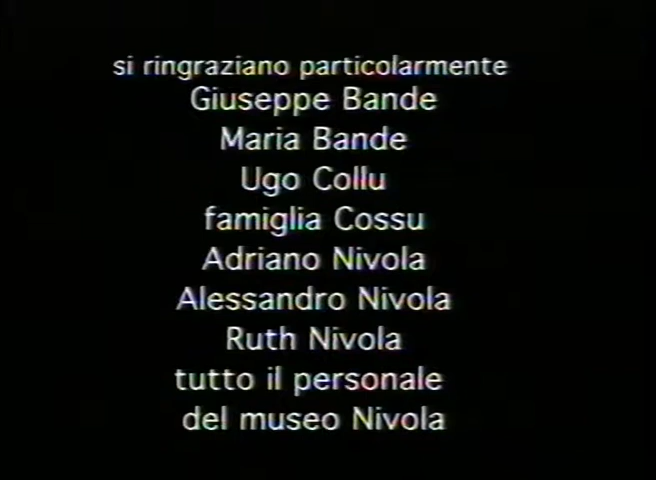 si ringraziano particolarmente
Giuseppe Bande
Maria Bande
Ugo Collu
famiglia Cossu
Adriano Nivola
Alessandro Nivola
Ruth Nivola
tutto il personale
del museo Nivola